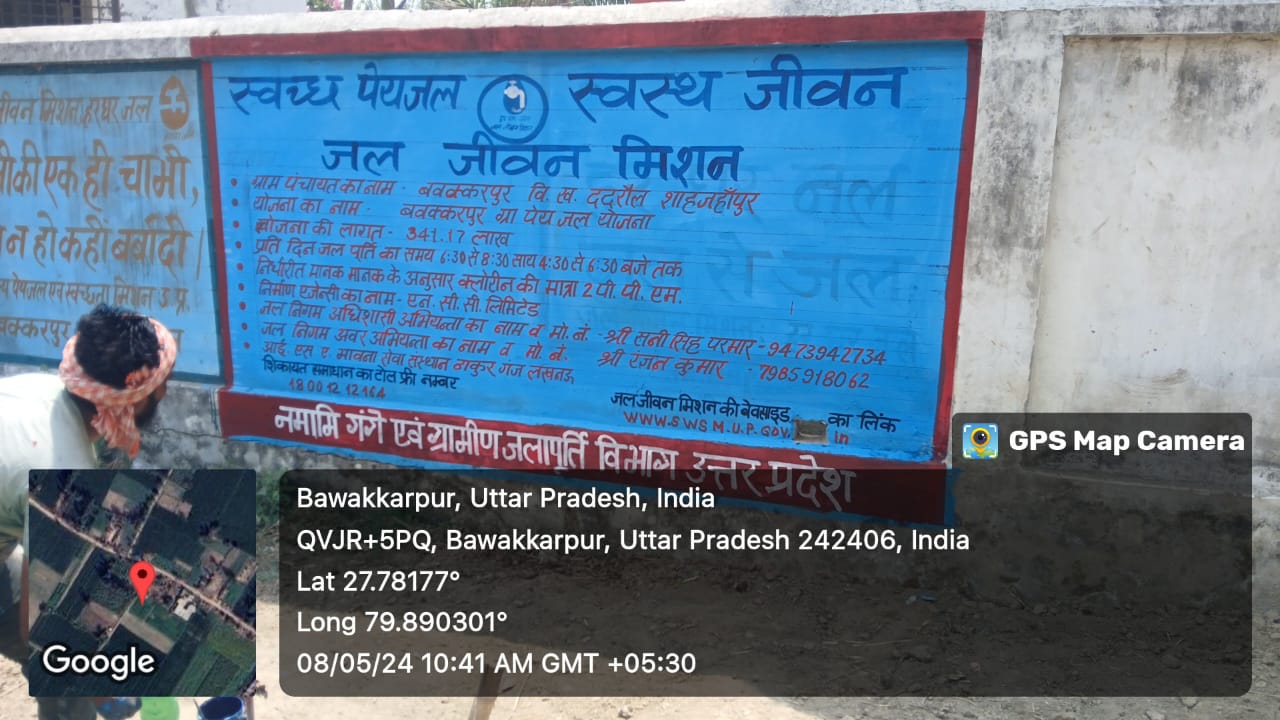 जीवन मिशन, हर घर जल
की एक ही चाभी,
न हो कहीं बर्बादी।
पेयजल एवं स्वच्छता मिशन उ.प्र.
स्वच्छ पेयजल स्वस्थ जीवन
जल जीवन मिशन
• ग्राम पंचायत का नाम - बवक्करपुर वि.ख. ददरौल शाहजहाँपुर
• योजना का नाम - बवक्करपुर ग्रा पेय जल योजना
• योजना की लागत - 341.17 लाख
• प्रति दिन जल पूर्ति का समय 6:30 से 8:30 साय 4:30 से 6:30 बजे तक
• निर्धारीत मानक मानक के अनुसार क्लोरीन की मात्रा 2 पी. पी. एम.
• निर्माण एजेन्सी का नाम - एन. सी. सी. लिमिटेड
• जल निगम अधिशासी अभियन्ता का नाम व मो. नं. - श्री सनी सिंह परमार - 9473942734
• जल निगम अवर अभियन्ता का नाम व मो. नं. श्री रंजन कुमार - 7985918062
• आई. एस. ए. भावना सेवा संस्थान ठाकुर गंज लखनऊ
शिकायत समाधान का टोल फ्री नम्बर
18 00 12 12 164
जल जीवन मिशन की वेवसाइड का लिंक
WWW.SWSM.U.P.GOV. in
नमामि गंगे एवं ग्रामीण जलापूर्ति विभाग उत्तर प्रदेश
GPS Map Camera
Bawakkarpur, Uttar Pradesh, India
QVJR+5PQ, Bawakkarpur, Uttar Pradesh 242406, India
Lat 27.78177°
Long 79.890301°
08/05/24 10:41 AM GMT +05:30
Google